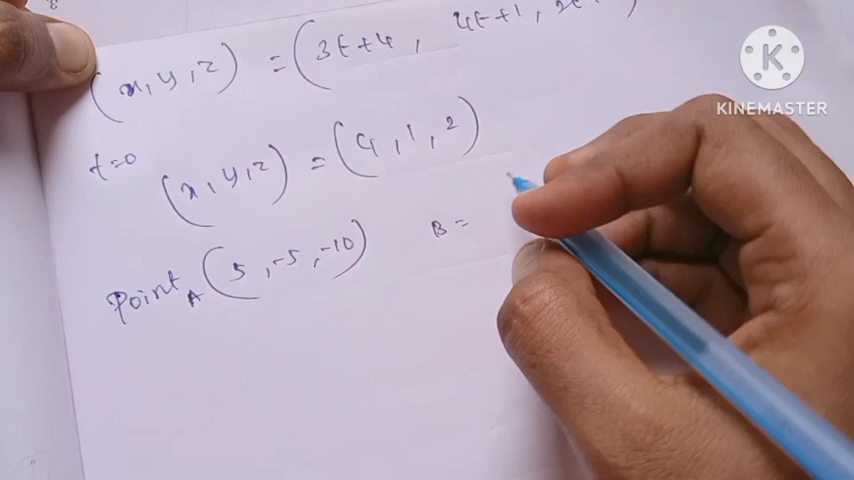 (x, y, z) = (3t+4, 4t+1,
t=0 (x, y, z) = (4, 1, 2)
Point A (5, -5, -10) B =
K
KINEMASTER